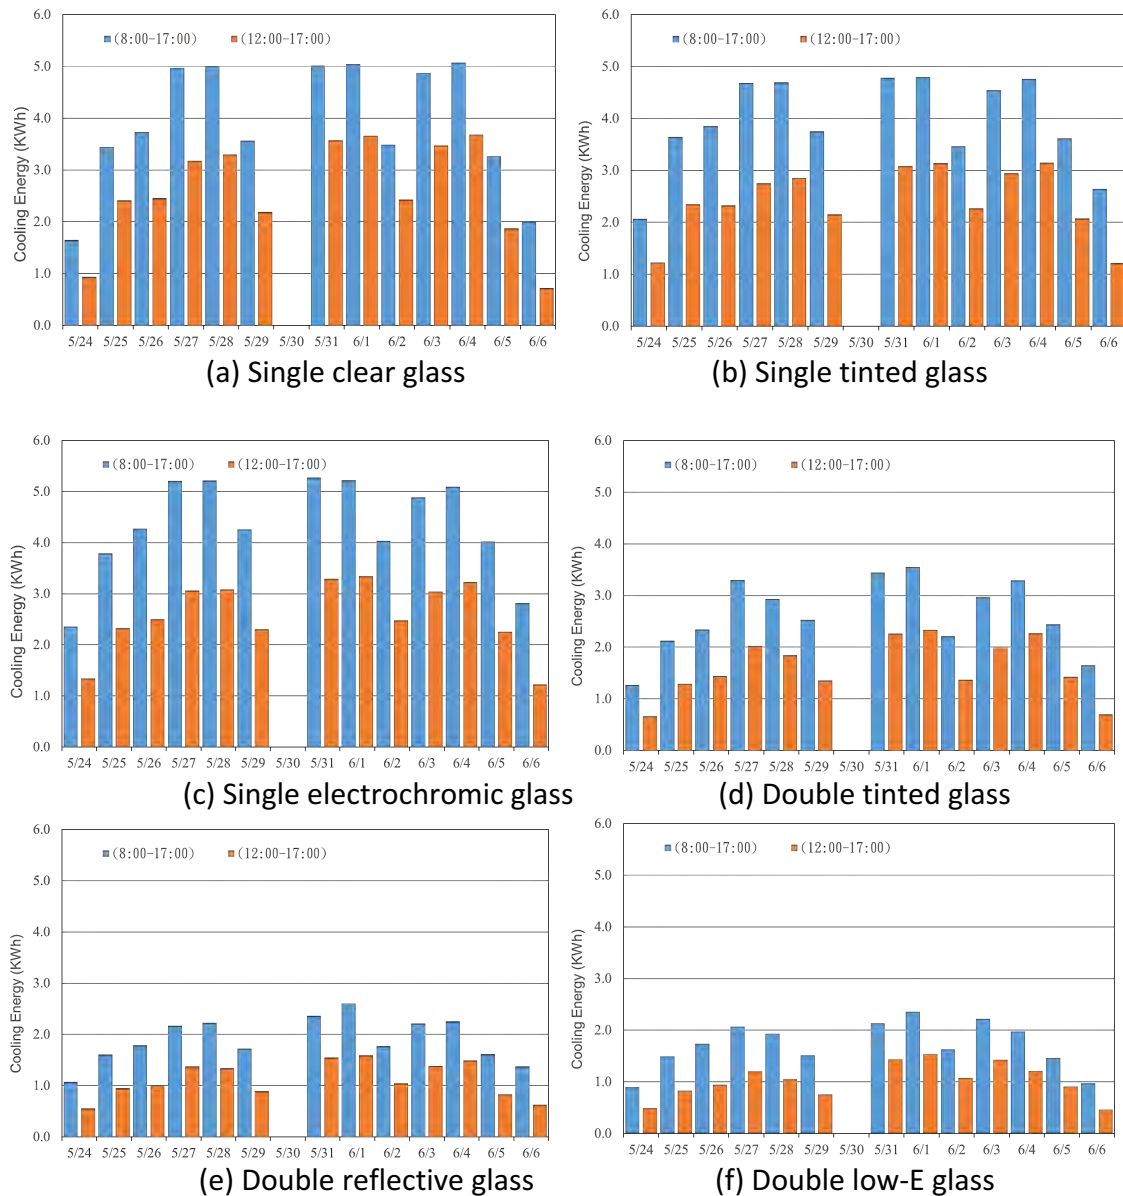 6.0
5.0
4.0
3.0
2.0
1.0
0.0
Cooling Energy (KWh)
(8:00-17:00) (12:00-17:00)
5/24 5/25 5/26 5/27 5/28 5/29 5/30 5/31 6/1 6/2 6/3 6/4 6/5 6/6
(a) Single clear glass
6.0
5.0
4.0
3.0
2.0
1.0
0.0
Cooling Energy (KWh)
(8:00-17:00) (12:00-17:00)
5/24 5/25 5/26 5/27 5/28 5/29 5/30 5/31 6/1 6/2 6/3 6/4 6/5 6/6
(b) Single tinted glass
6.0
5.0
4.0
3.0
2.0
1.0
0.0
Cooling Energy (KWh)
(8:00-17:00) (12:00-17:00)
5/24 5/25 5/26 5/27 5/28 5/29 5/30 5/31 6/1 6/2 6/3 6/4 6/5 6/6
(c) Single electrochromic glass
6.0
5.0
4.0
3.0
2.0
1.0
0.0
Cooling Energy (KWh)
(8:00-17:00) (12:00-17:00)
5/24 5/25 5/26 5/27 5/28 5/29 5/30 5/31 6/1 6/2 6/3 6/4 6/5 6/6
(d) Double tinted glass
6.0
5.0
4.0
3.0
2.0
1.0
0.0
Cooling Energy (KWh)
(8:00-17:00) (12:00-17:00)
5/24 5/25 5/26 5/27 5/28 5/29 5/30 5/31 6/1 6/2 6/3 6/4 6/5 6/6
(e) Double reflective glass
6.0
5.0
4.0
3.0
2.0
1.0
0.0
Cooling Energy (KWh)
(8:00-17:00) (12:00-17:00)
5/24 5/25 5/26 5/27 5/28 5/29 5/30 5/31 6/1 6/2 6/3 6/4 6/5 6/6
(f) Double low-E glass